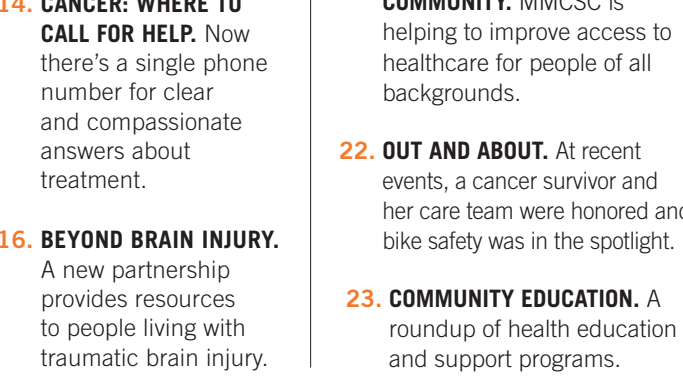 14. CANCER: WHERE TO
CALL FOR HELP. Now
there's a single phone
number for clear
and compassionate
answers about
treatment.
16. BEYOND BRAIN INJURY.
A new partnership
provides resources
to people living with
traumatic brain injury.
COMMUNITY. MMCSC is
helping to improve access to
healthcare for people of all
backgrounds.
22. OUT AND ABOUT. At recent
events, a cancer survivor and
her care team were honored and
bike safety was in the spotlight.
23. COMMUNITY EDUCATION. A
roundup of health education
and support programs.